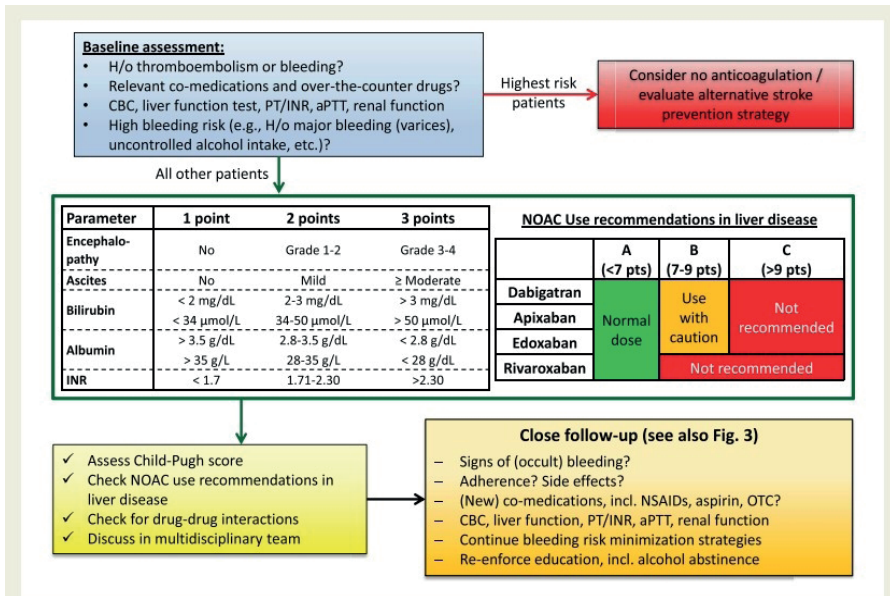 Baseline assessment:
• H/o thromboembolism or bleeding?
• Relevant co-medications and over-the-counter drugs?
• CBC, liver function test, PT/INR, aPTT, renal function
• High bleeding risk (e.g., H/o major bleeding (varices),
uncontrolled alcohol intake, etc.)?
Highest risk
patients
Consider no anticoagulation /
evaluate alternative stroke
prevention strategy
All other patients
Parameter 1 point 2 points 3 points
Encephalo-
pathy No Grade 1-2 Grade 3-4
Ascites No Mild ≥ Moderate
Bilirubin
< 2 mg/dL 2-3 mg/dL > 3 mg/dL
< 34 μmol/L 34-50 μmol/L > 50 μmol/L
Albumin
> 3.5 g/dL 2.8-3.5 g/dL < 2.8 g/dL
> 35 g/L 28-35 g/L < 28 g/dL
INR < 1.7 1.71-2.30 >2.30
NOAC Use recommendations in liver disease
A B C
(<7 pts) (7-9 pts) (>9 pts)
Dabigatran
Apixaban
Edoxaban
Rivaroxaban
Normal
dose
Use
with
caution
Not
recommended
Not recommended
✓ Assess Child-Pugh score
✓ Check NOAC use recommendations in
liver disease
✓ Check for drug-drug interactions
✓ Discuss in multidisciplinary team
Close follow-up (see also Fig. 3)
– Signs of (occult) bleeding?
– Adherence? Side effects?
– (New) co-medications, incl. NSAIDs, aspirin, OTC?
– CBC, liver function, PT/INR, aPTT, renal function
– Continue bleeding risk minimization strategies
– Re-enforce education, incl. alcohol abstinence